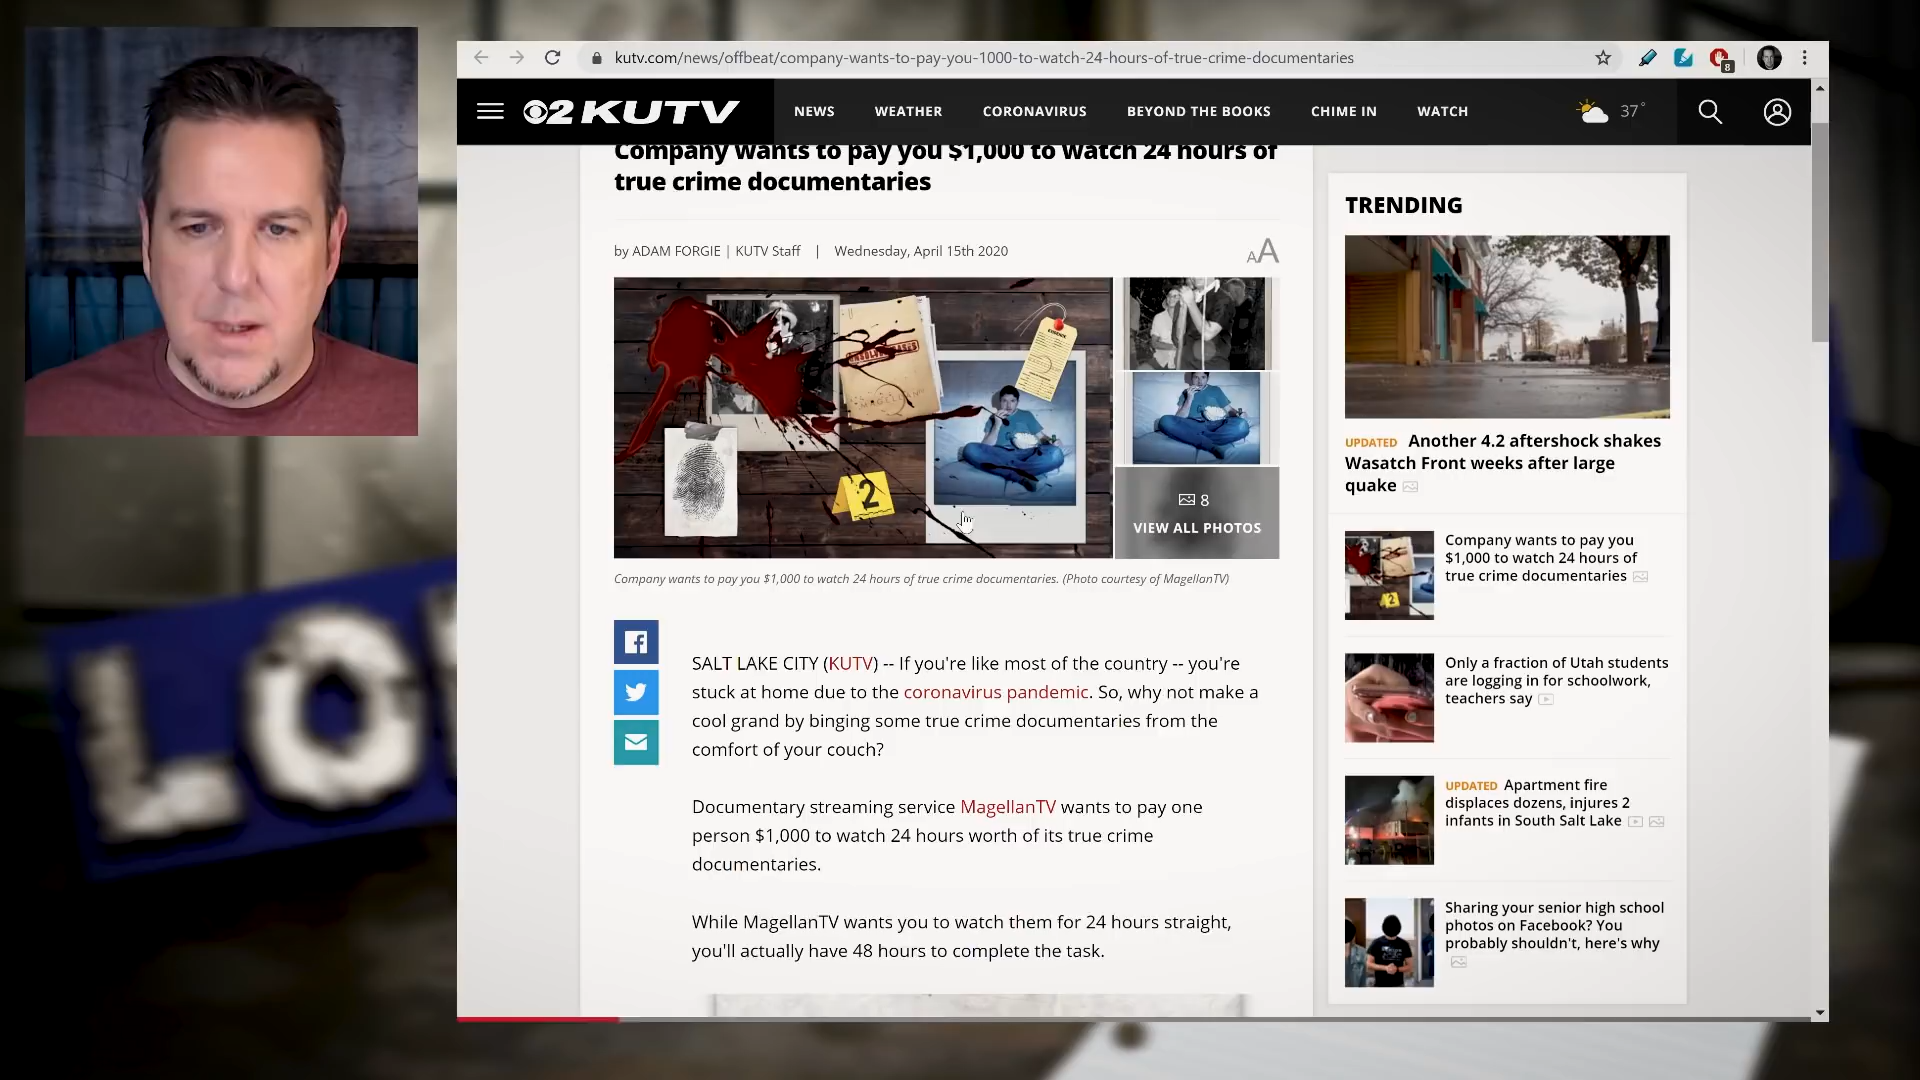 LO
kutv.com/news/offbeat/company-wants-to-pay-you-1000-to-watch-24-hours-of-true-crime-documentaries
8
2 KUTV
NEWS
WEATHER
CORONAVIRUS
BEYOND THE BOOKS
CHIME IN
WATCH
37°
Company wants to pay you $1,000 to watch 24 hours of
true crime documentaries
by ADAM FORGIE | KUTV Staff | Wednesday, April 15th 2020
AA
2
8
VIEW ALL PHOTOS
Company wants to pay you $1,000 to watch 24 hours of true crime documentaries. (Photo courtesy of MagellanTV)
SALT LAKE CITY (KUTV) -- If you're like most of the country -- you're
stuck at home due to the coronavirus pandemic. So, why not make a
cool grand by binging some true crime documentaries from the
comfort of your couch?
Documentary streaming service MagellanTV wants to pay one
person $1,000 to watch 24 hours worth of its true crime
documentaries.
While MagellanTV wants you to watch them for 24 hours straight,
you'll actually have 48 hours to complete the task.
TRENDING
UPDATED Another 4.2 aftershock shakes
Wasatch Front weeks after large
quake
Company wants to pay you
$1,000 to watch 24 hours of
true crime documentaries
2
Only a fraction of Utah students
are logging in for schoolwork,
teachers say
UPDATED Apartment fire
displaces dozens, injures 2
infants in South Salt Lake
Sharing your senior high school
photos on Facebook? You
probably shouldn't, here's why